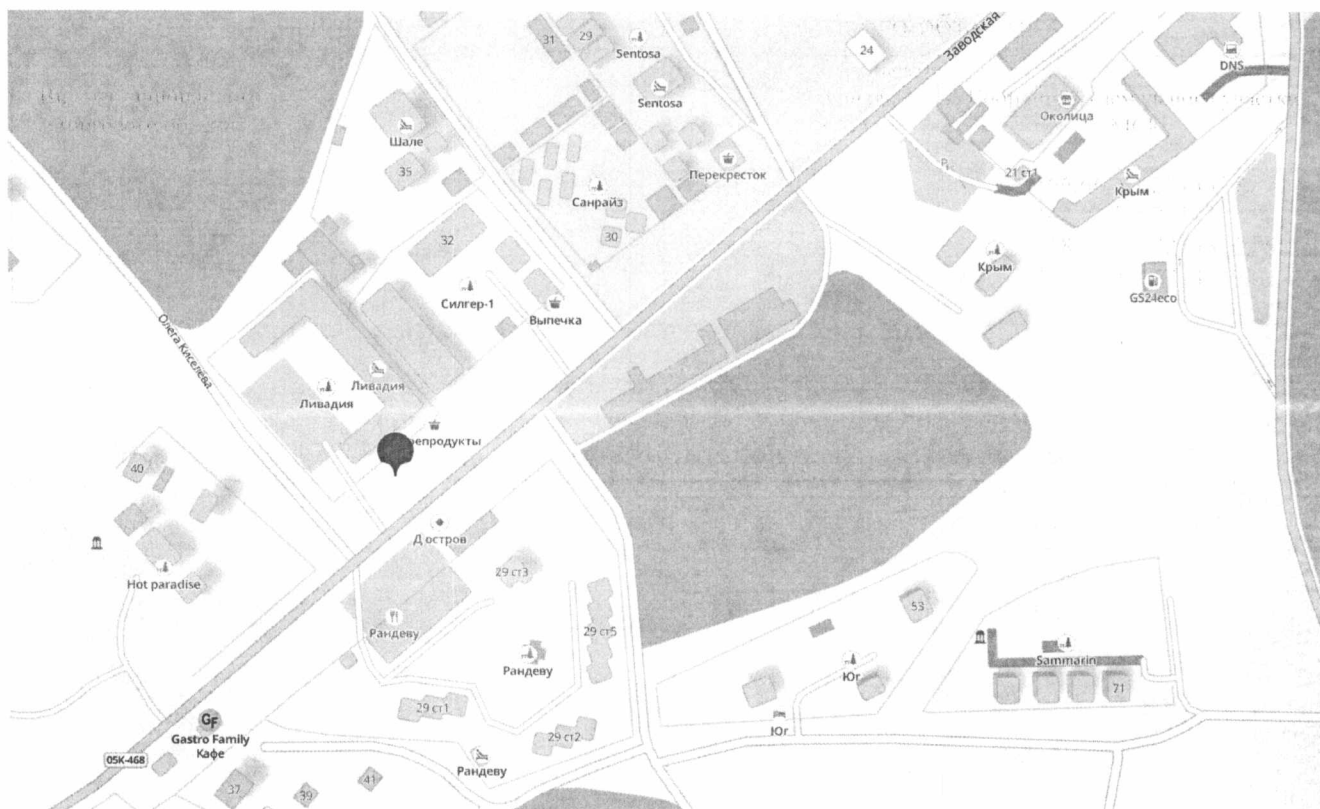 31
29
Sentosa
24
Заводская
DNS
Sentosa
Околица
Шале
35
Перекресток
P
21 ст1
Крым
Санрайз
30
32
Крым
Силгер-1
Выпечка
GS24eco
Олега Киселёва
Ливадия
Ливадия
епродукты
40
Д остров
Hot paradise
29 ст3
53
Рандеву
29 ст5
Рандеву
Sammarin
Юг
71
29 ст1
GF
Gastro Family
Кафе
29 ст2
Юг
05К-468
Рандеву
37
39
41